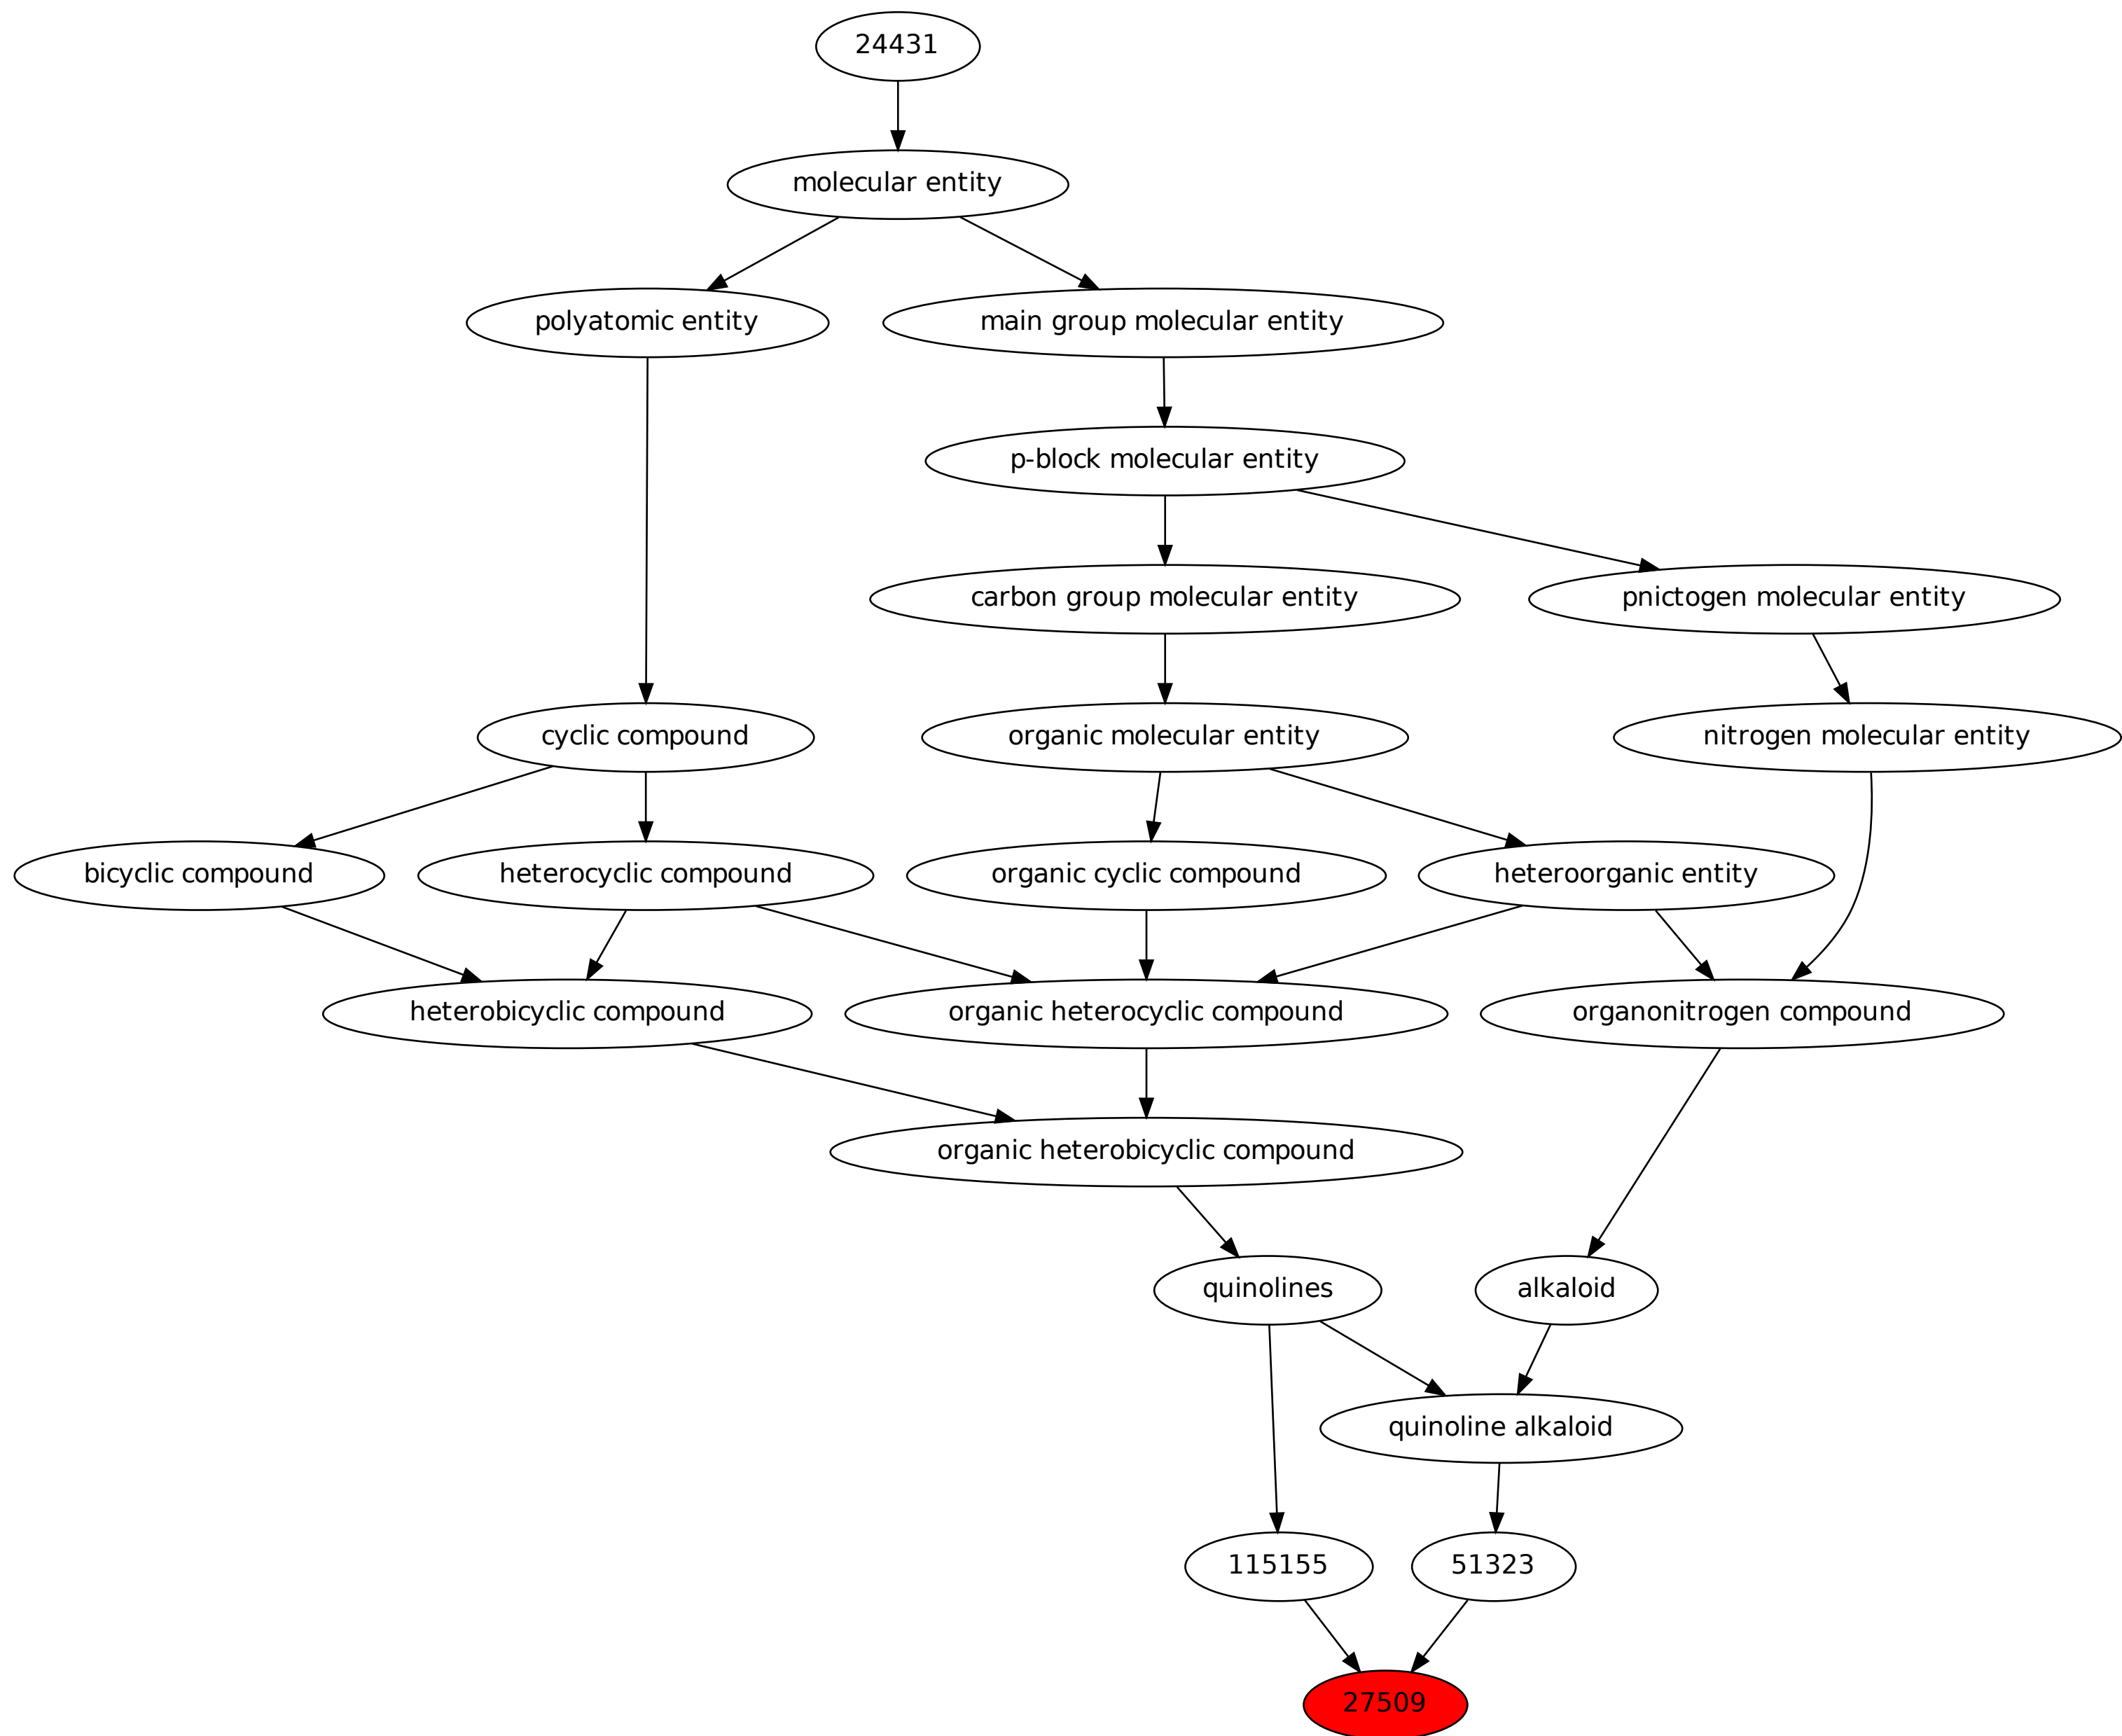 24431
molecular entity
polyatomic entity
main group molecular entity
p-block molecular entity
carbon group molecular entity
pnictogen molecular entity
cyclic compound
organic molecular entity
nitrogen molecular entity
bicyclic compound
heterocyclic compound
organic cyclic compound
heteroorganic entity
heterobicyclic compound
organic heterocyclic compound
organonitrogen compound
organic heterobicyclic compound
quinolines
alkaloid
quinoline alkaloid
115155
51323
27509